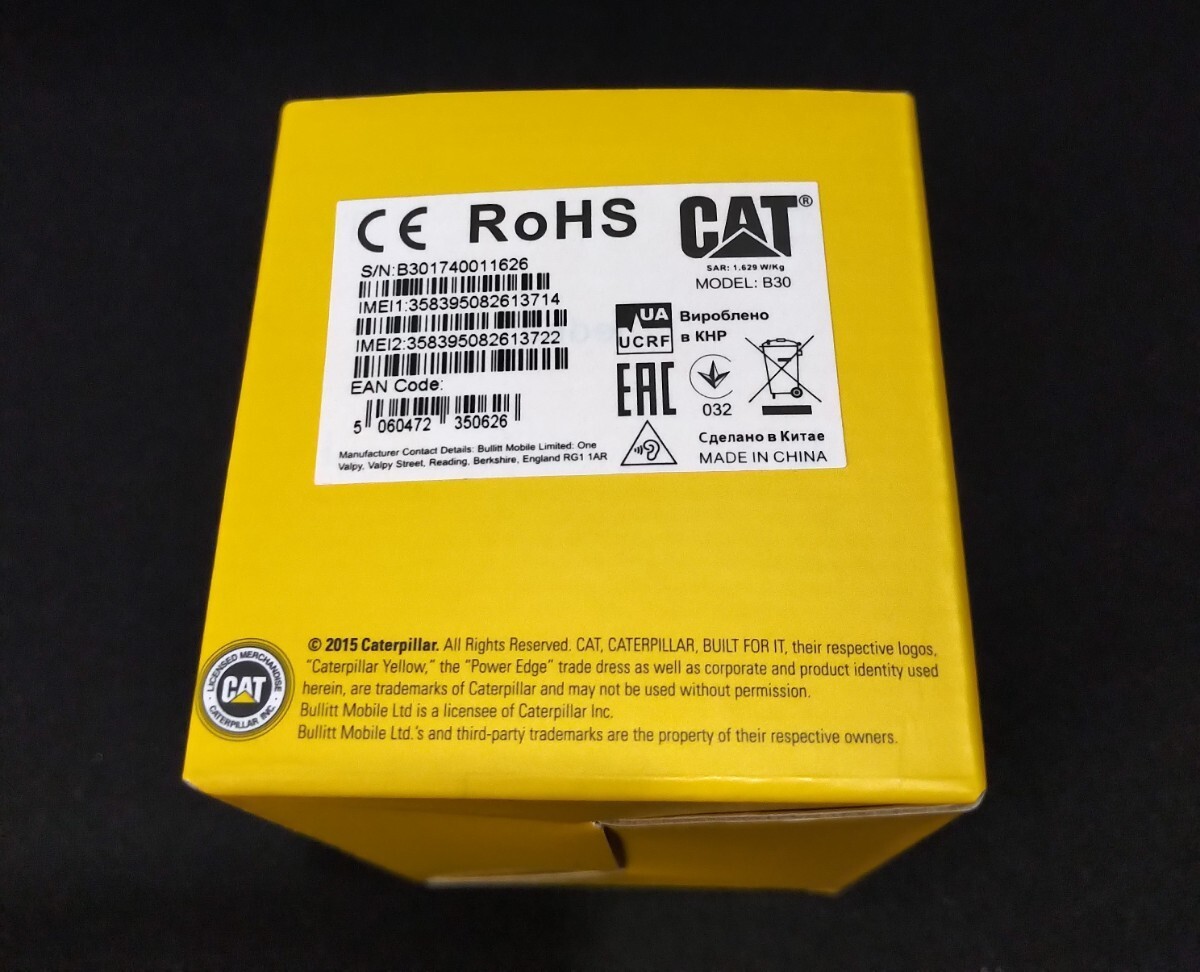 CE RoHS CAT®
S/N:B301740011626
SAR: 1.629 W/Kg
MODEL: B30
IMEI1:358395082613714
IMEI2:358395082613722
EAN Code:
5 060472 350626
Manufacturer Contact Details: Bullitt Mobile Limited: One
Valpy, Valpy Street, Reading, Berkshire, England RG1 1AR
UA
UCRF
Вироблено
в КНР
EAC
032
Сделано в Китае
MADE IN CHINA
© 2015 Caterpillar. All Rights Reserved. CAT, CATERPILLAR, BUILT FOR IT, their respective logos,
“Caterpillar Yellow,” the “Power Edge” trade dress as well as corporate and product identity used
herein, are trademarks of Caterpillar and may not be used without permission.
Bullitt Mobile Ltd is a licensee of Caterpillar Inc.
Bullitt Mobile Ltd.’s and third-party trademarks are the property of their respective owners.
LICENSED MERCHANDISE
CAT
CATERPILLAR INC.